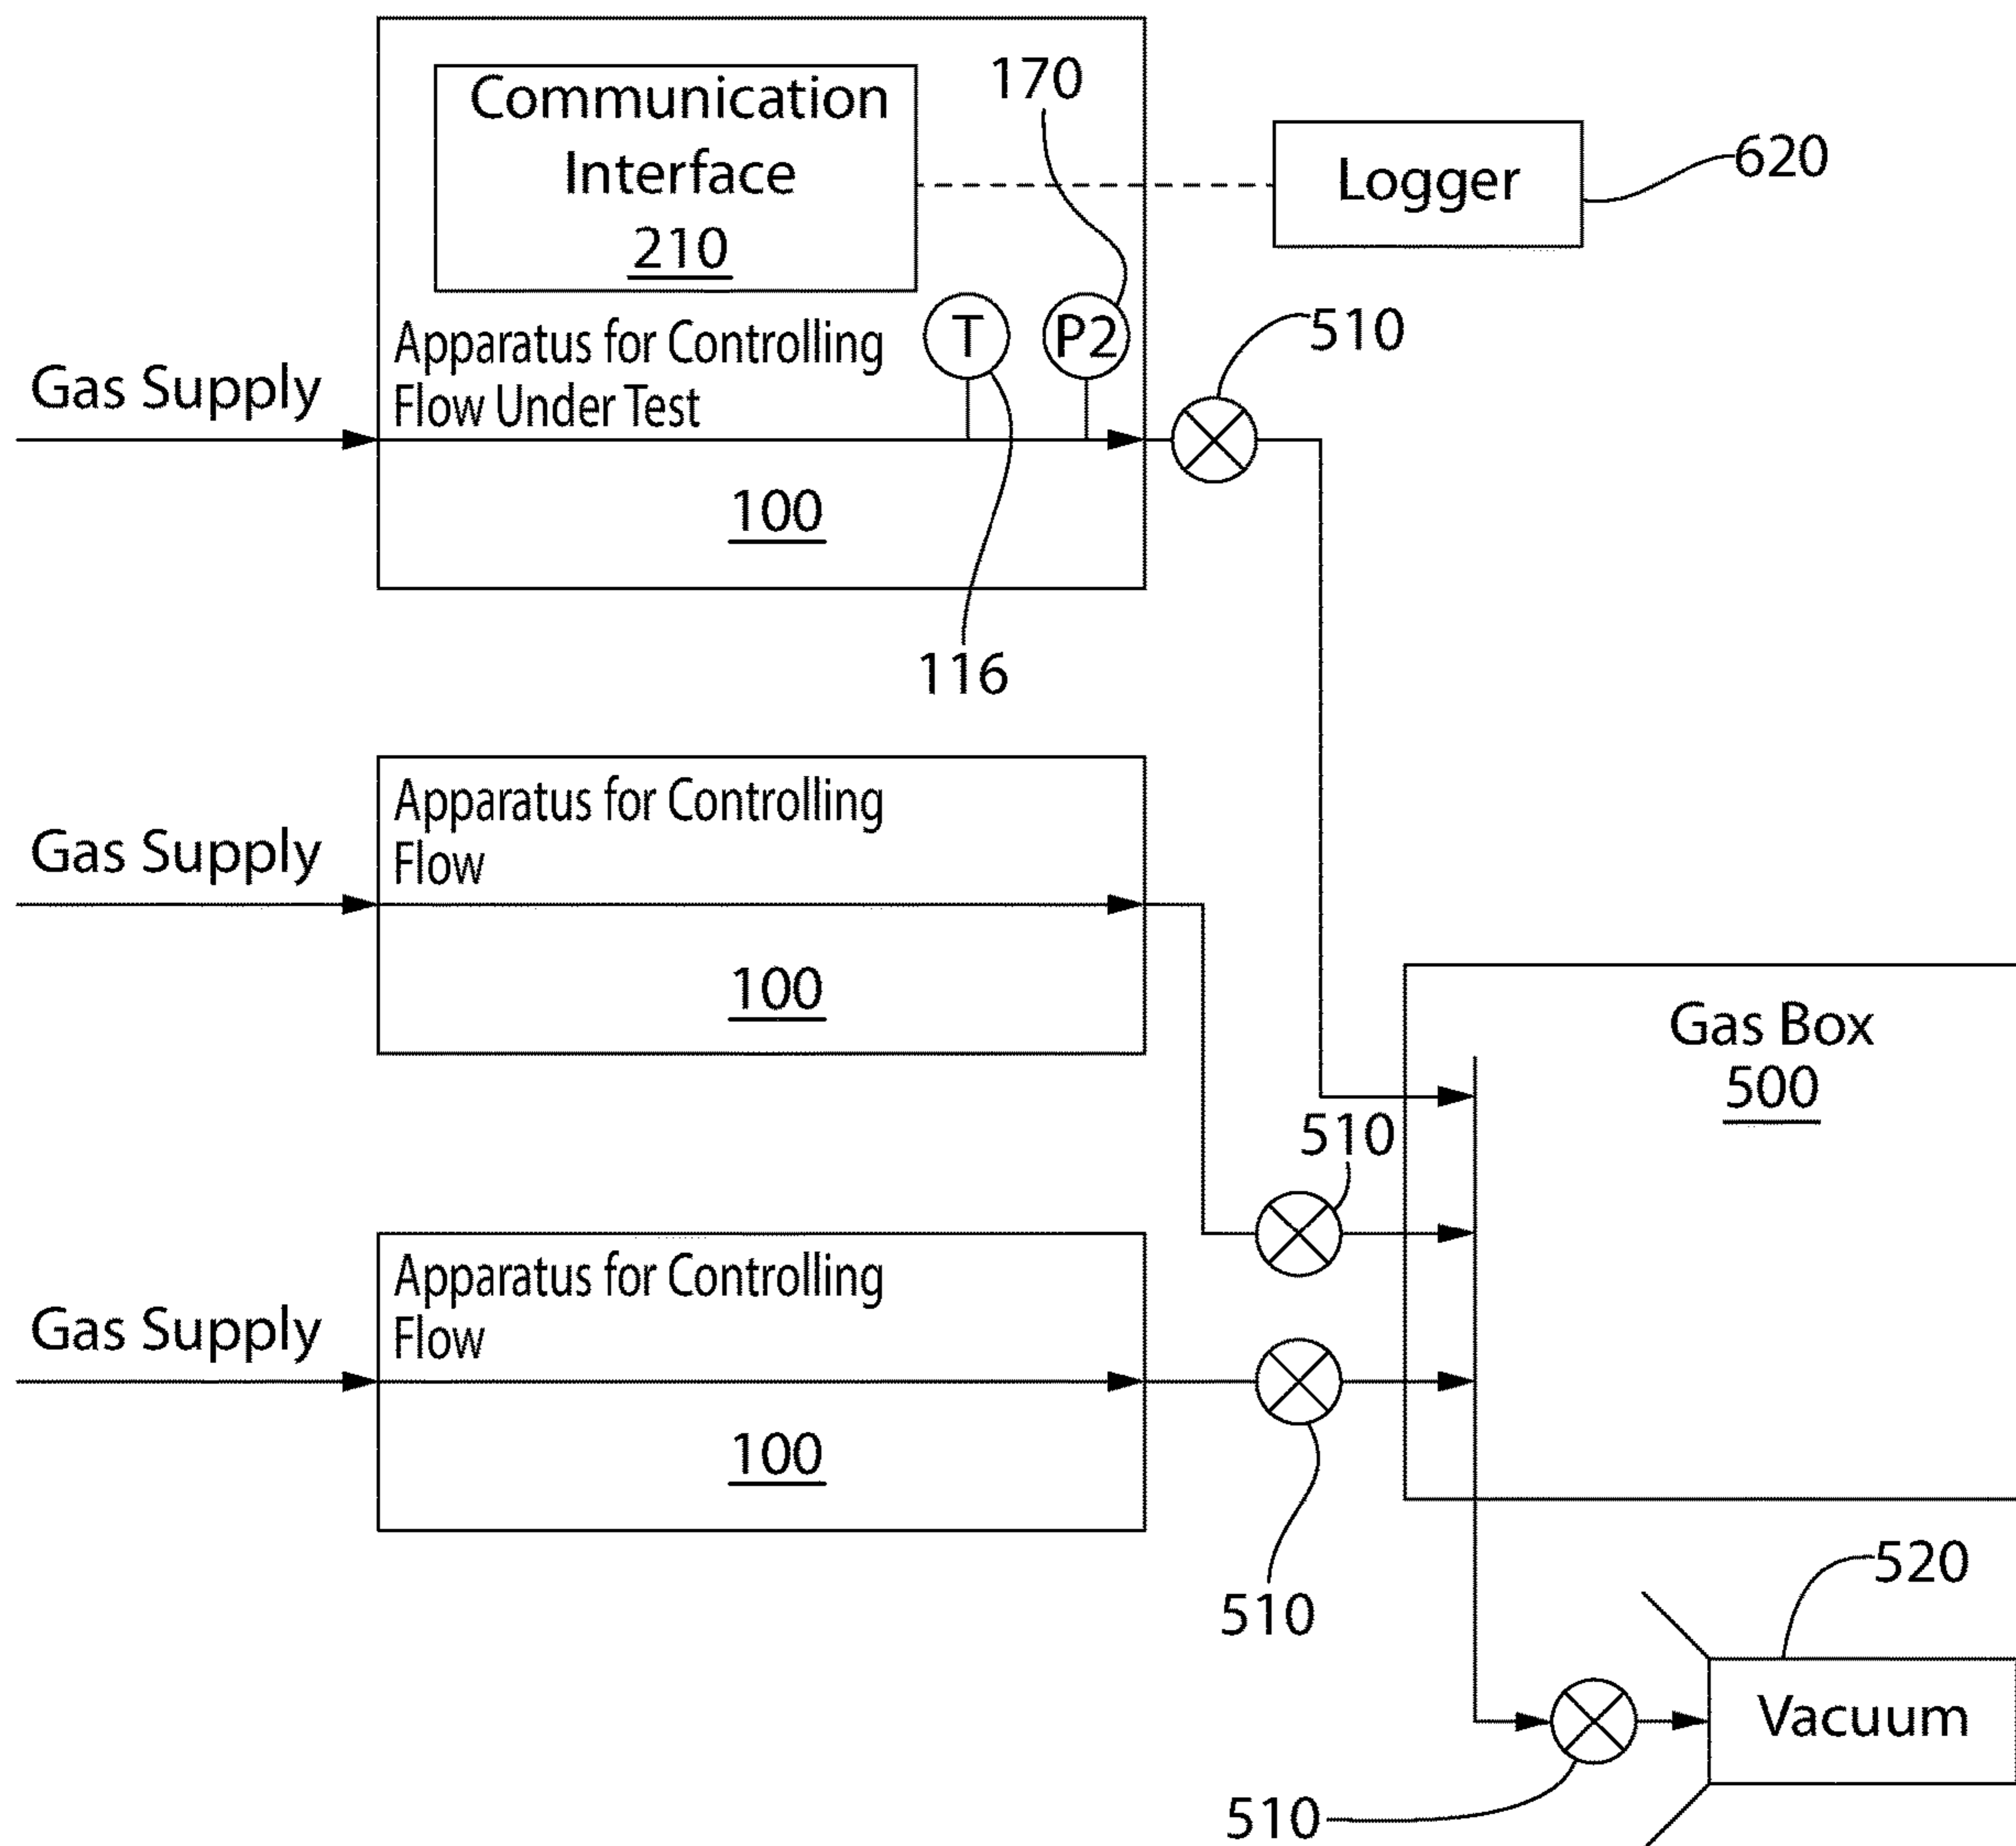 Communication
Interface
210
170
Logger
620
T
P2
510
Apparatus for Controlling
Flow Under Test
Gas Supply
100
116
Apparatus for Controlling
Flow
Gas Supply
100
Gas Box
500
510
Apparatus for Controlling
Flow
Gas Supply
100
510
520
Vacuum
510